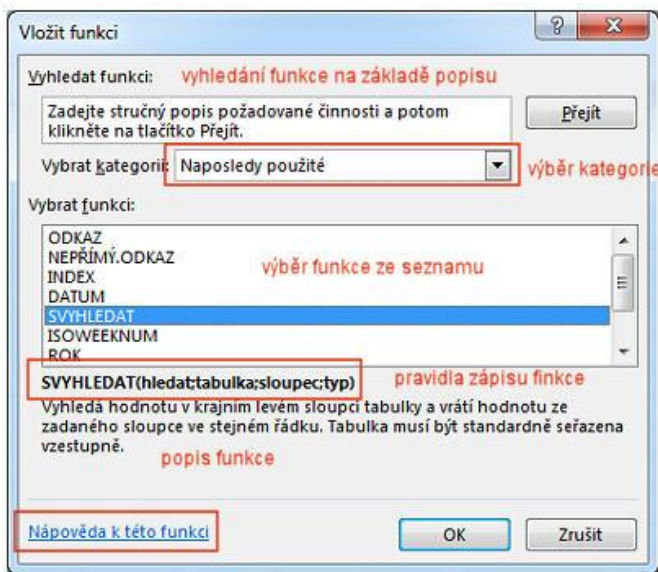 Vložit funkci
Vyhledat funkci: vyhledání funkce na základě popisu
Zadejte stručný popis požadované činnosti a potom
klikněte na tlačítko Přejít.
Přejít
Vybrat kategorii: Naposledy použité výběr kategorie
Vybrat funkci:
ODKAZ
NEPŘÍMÝ.ODKAZ
INDEX
výběr funkce ze seznamu
DATUM
SVYHLEDAT
ISOWEEKNUM
ROK
SVYHLEDAT(hledat;tabulka;sloupec;typ) pravidla zápisu finkce
Vyhledá hodnotu v krajním levém sloupci tabulky a vrátí hodnotu ze
zadaného sloupce ve stejném řádku. Tabulka musí být standardně seřazena
vzestupně.
popis funkce
Nápověda k této funkci OK Zrušit